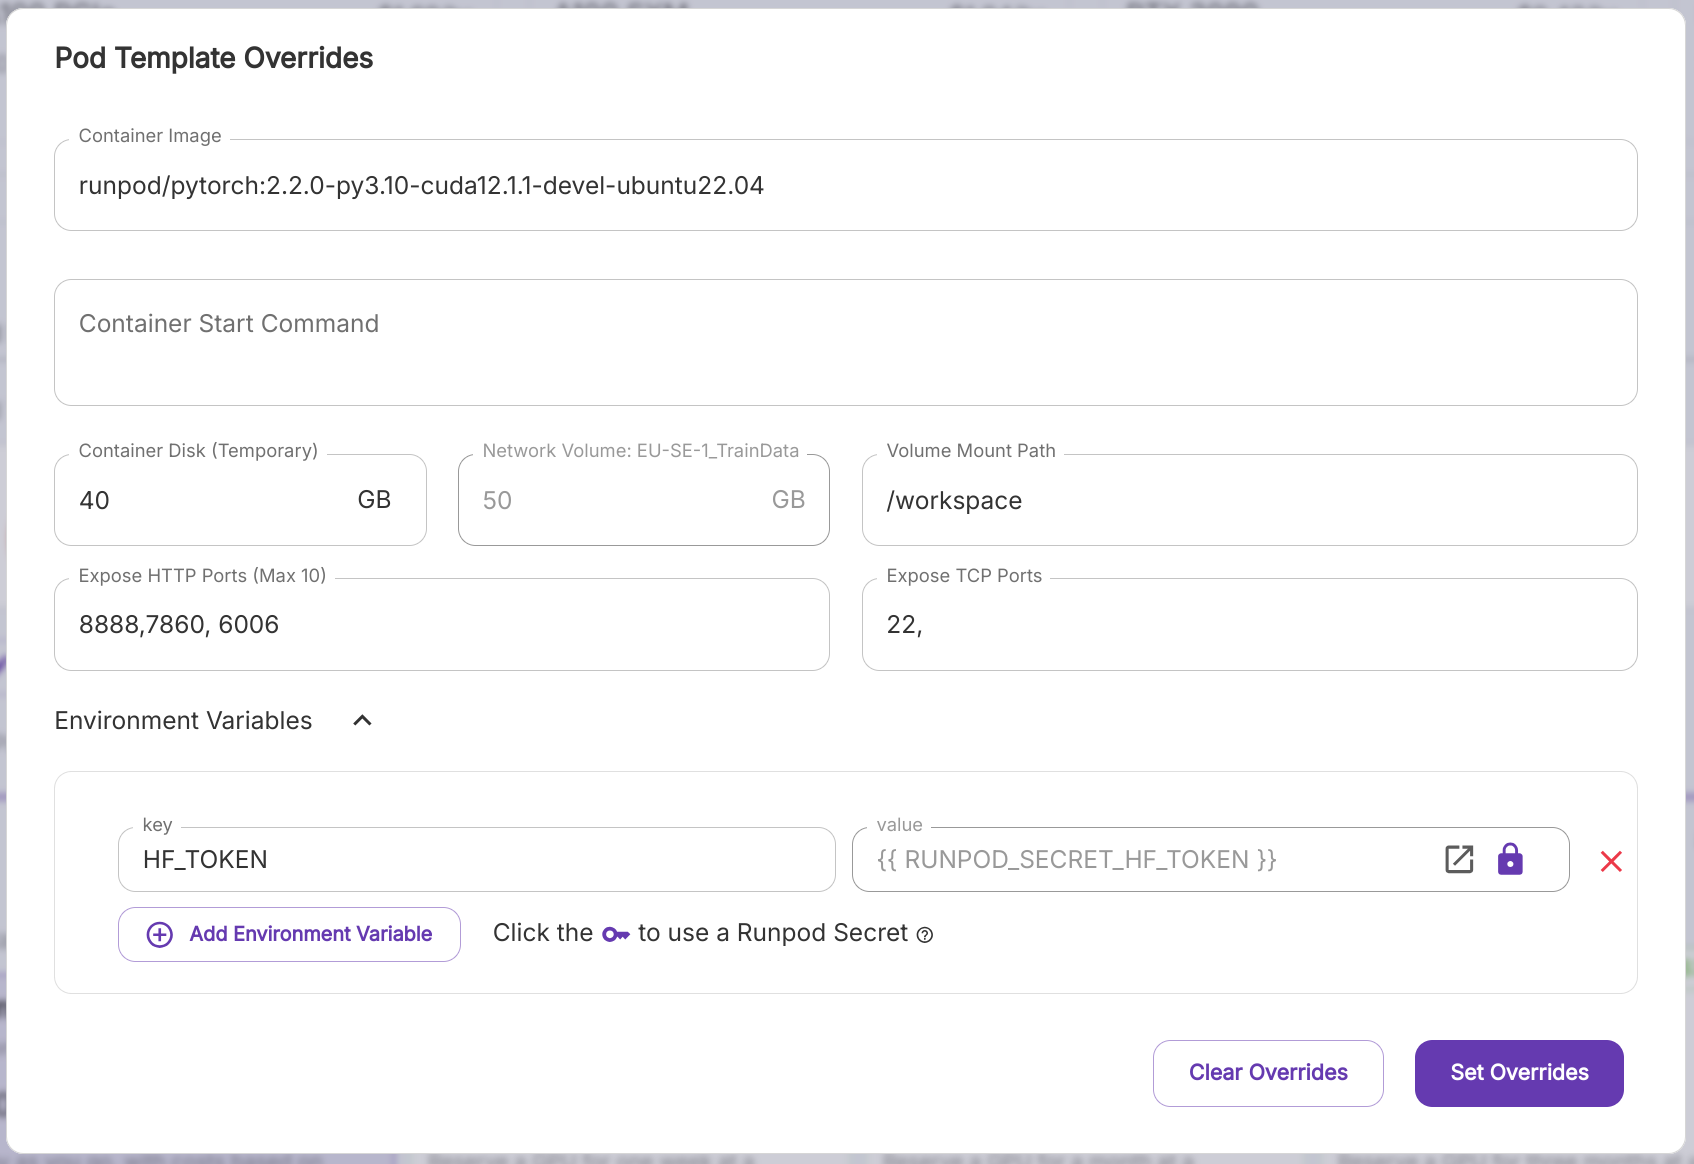 Pod Template Overrides
Container Image
runpod/pytorch:2.2.0-py3.10-cuda12.1.1-devel-ubuntu22.04
Container Start Command
Container Disk (Temporary)
40 GB
Network Volume: EU-SE-1_TrainData
50 GB
Volume Mount Path
/workspace
Expose HTTP Ports (Max 10)
8888,7860, 6006
Expose TCP Ports
22,
Environment Variables
key
HF_TOKEN
value
{{ RUNPOD_SECRET_HF_TOKEN }}
Add Environment Variable
Click the to use a Runpod Secret
Clear Overrides
Set Overrides